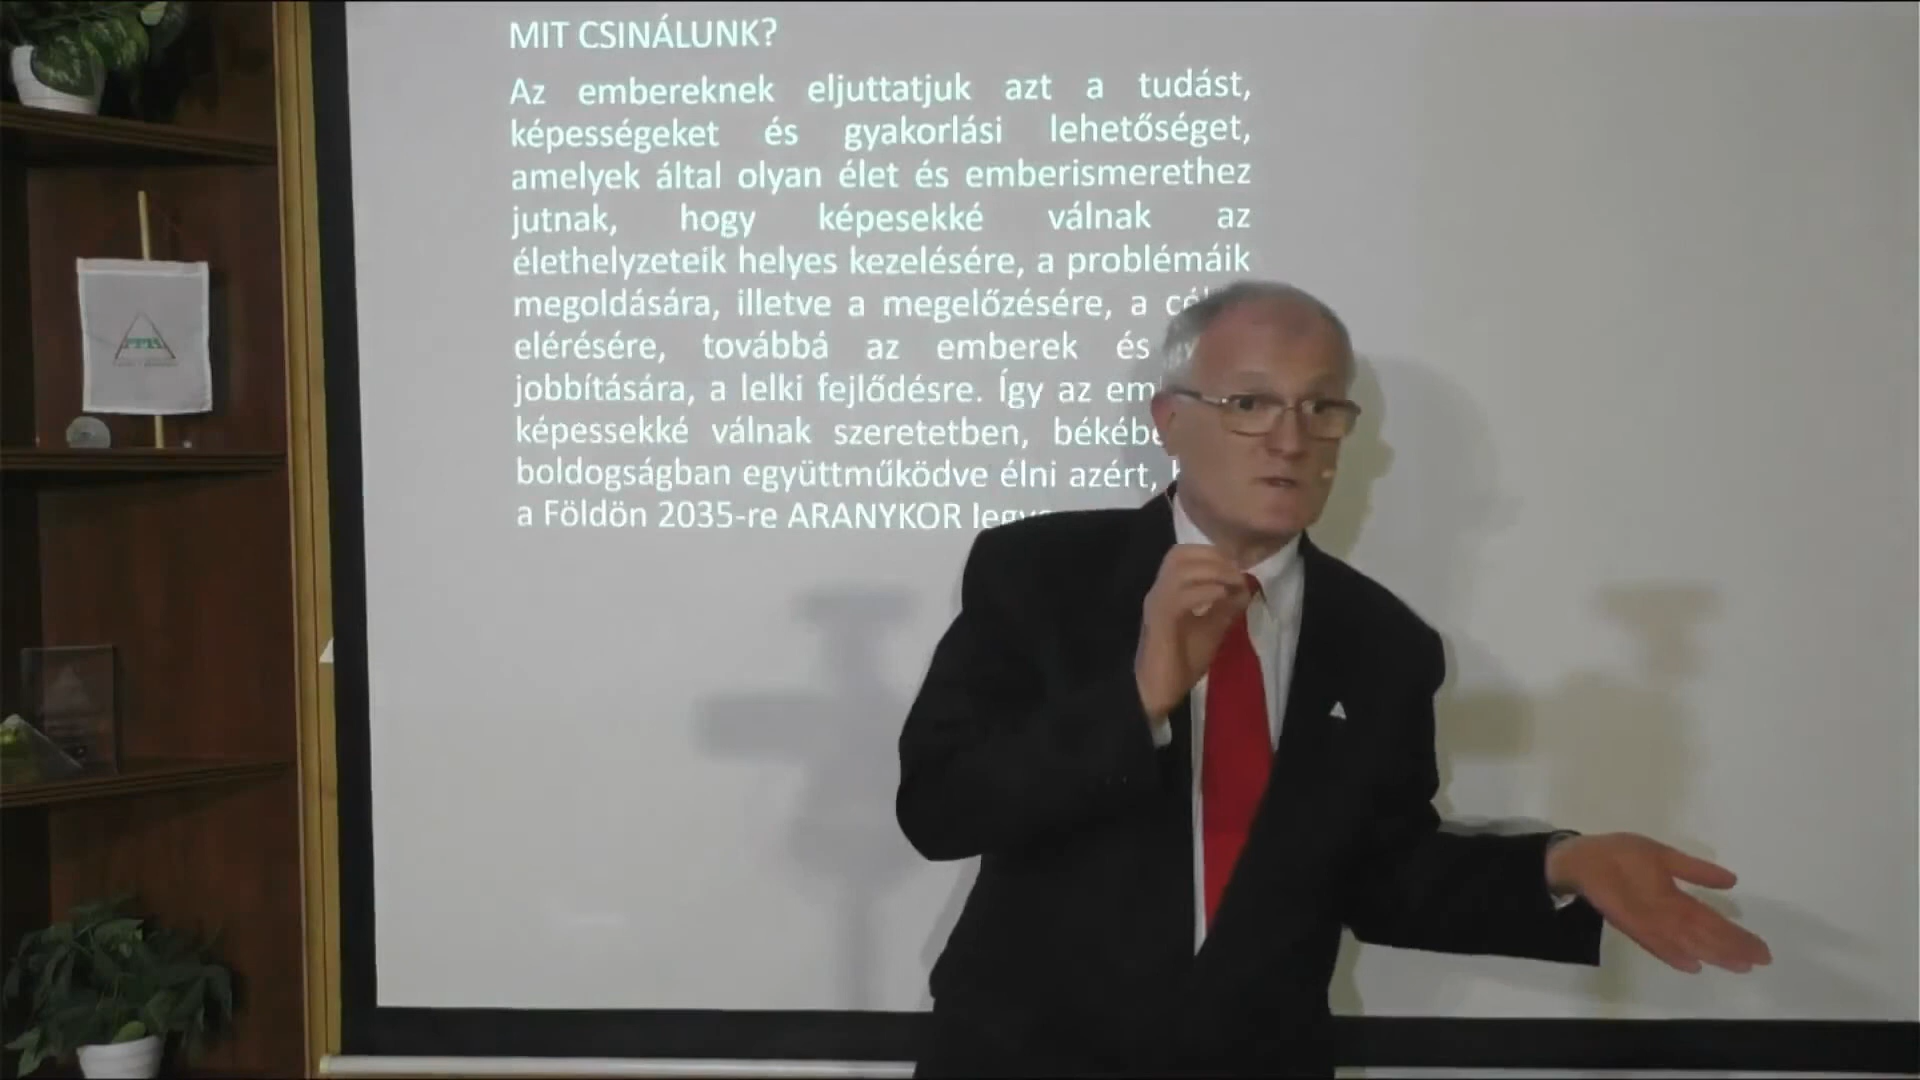 MIT CSINÁLUNK?
Az embereknek eljuttatjuk azt a tudást,
képességeket és gyakorlási lehetőséget,
amelyek által olyan élet és emberismerethez
jutnak, hogy képesekké válnak az
élethelyzeteik helyes kezelésére, a problémáik
megoldására, illetve a megelőzésére, a
elérésére, továbbá az emberek és
jobbítására, a lelki fejlődésre. Így az
képessekké válnak szeretetben,
boldogságban együttműködve élni azért,
a Földön 2035-re ARANYKOR